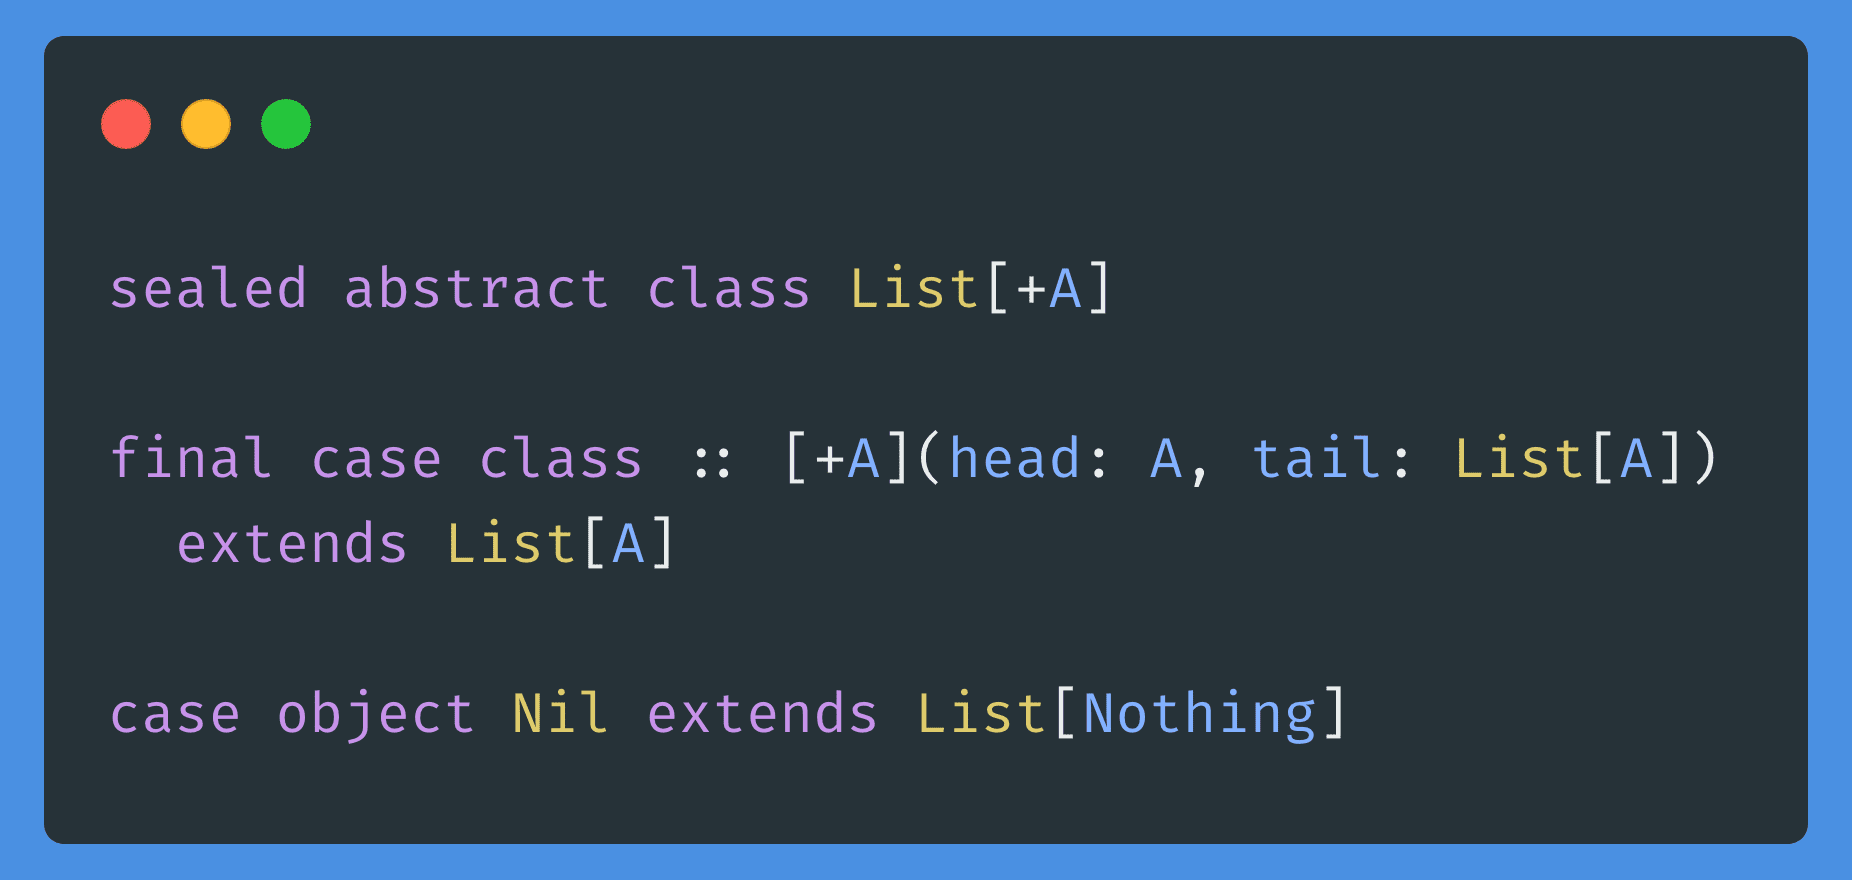 sealed abstract class List[+A]
final case class :: [+A](head: A, tail: List[A])
extends List[A]
case object Nil extends List[Nothing]